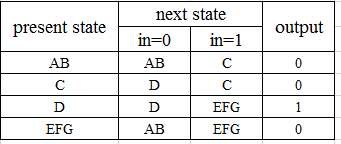 present state next state output
in=0 in=1
AB AB C 0
C D C 0
D D EFG 1
EFG AB EFG 0